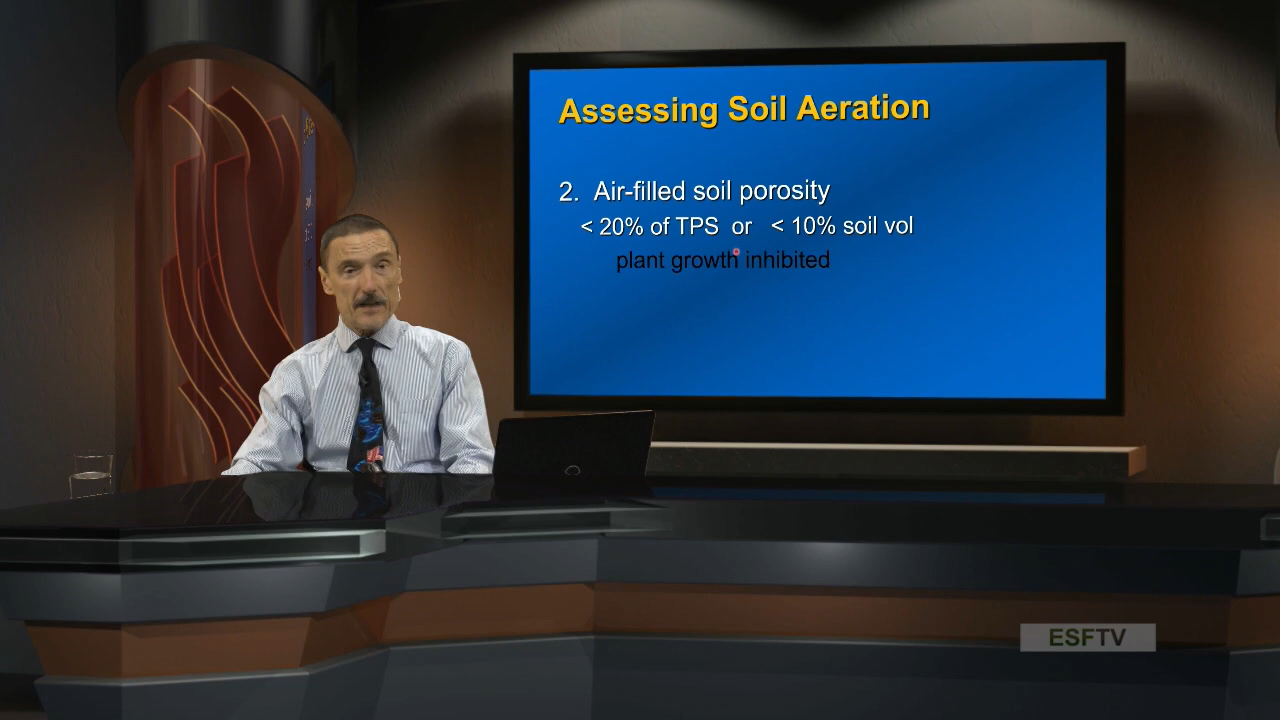 Assessing Soil Aeration
2. Air-filled soil porosity
< 20% of TPS or < 10% soil vol
plant growth inhibited
ESFTV